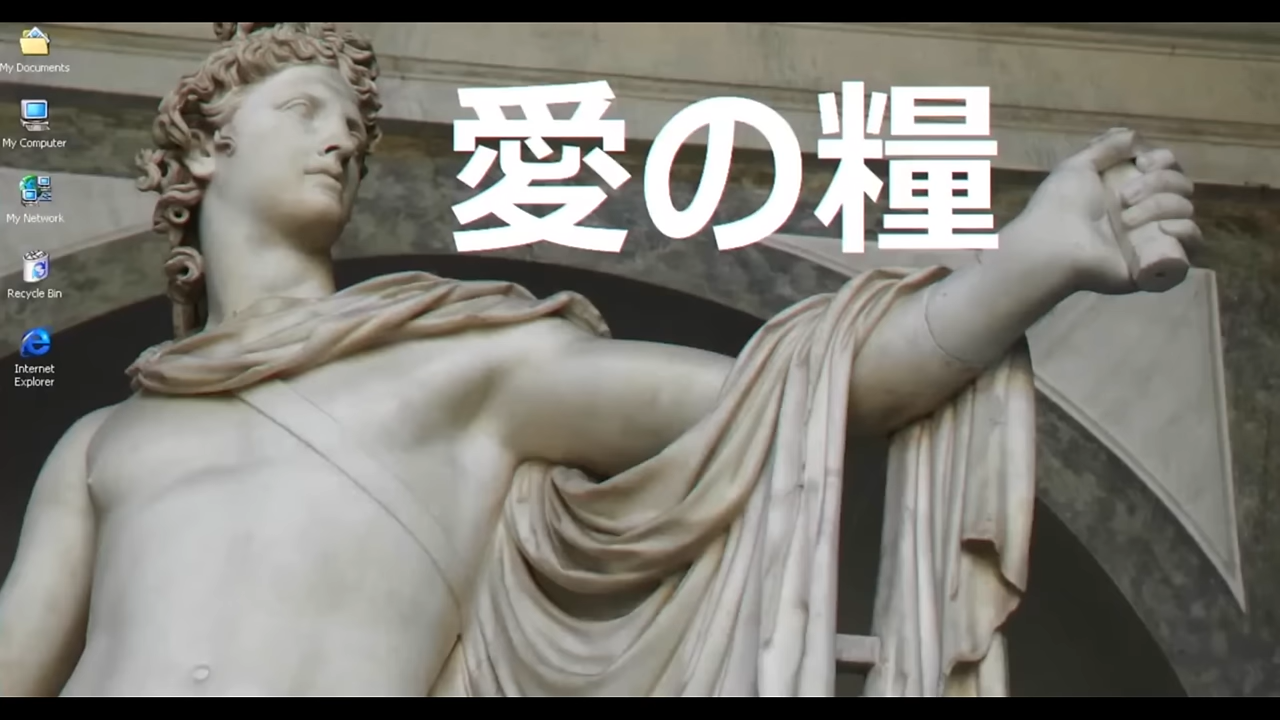 愛の糧
My Documents
My Computer
My Network
Recycle Bin
Internet
Explorer